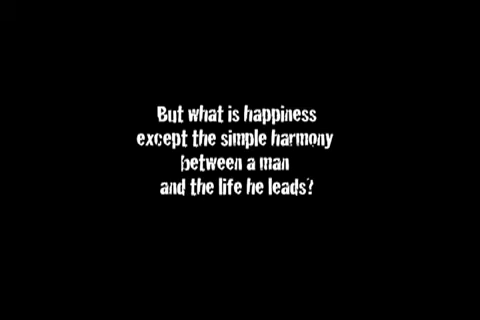 But what is happiness
except the simple harmony
between a man
and the life he leads?